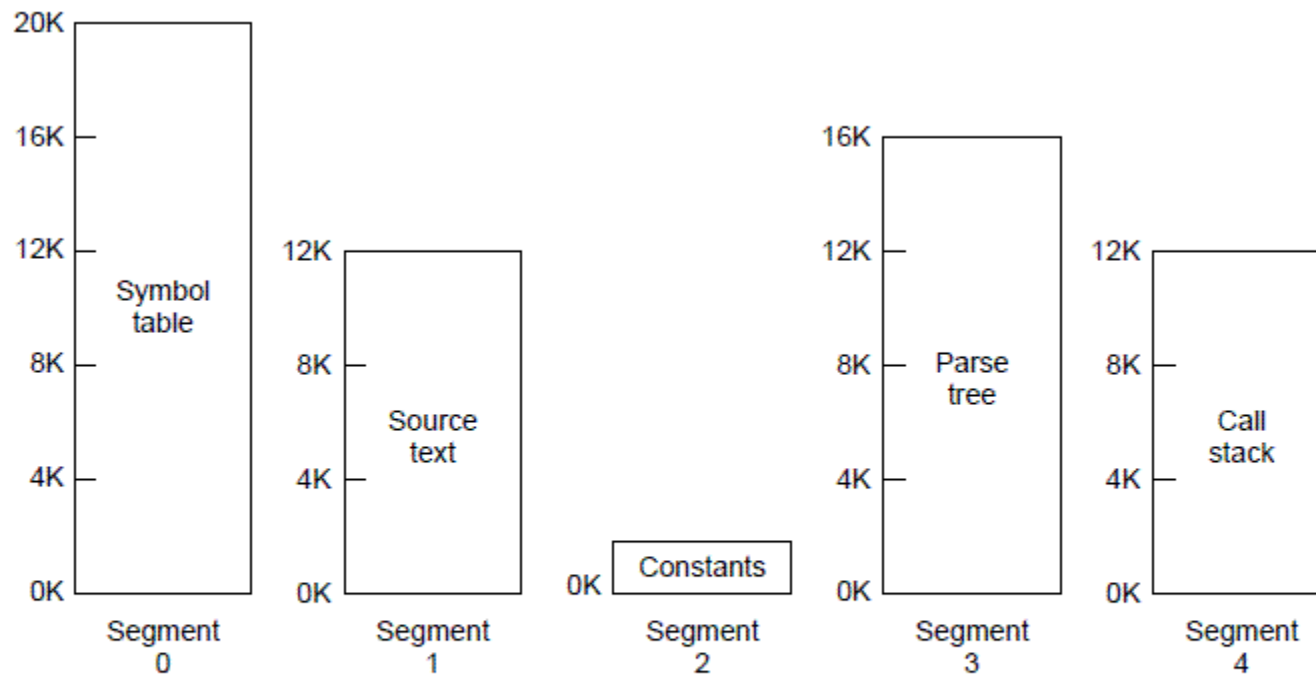 20K
16K
12K
8K
4K
0K
Symbol
table
Segment
0
12K
8K
4K
0K
Source
text
Segment
1
0K
Constants
Segment
2
16K
12K
8K
4K
0K
Parse
tree
Segment
3
12K
8K
4K
0K
Call
stack
Segment
4